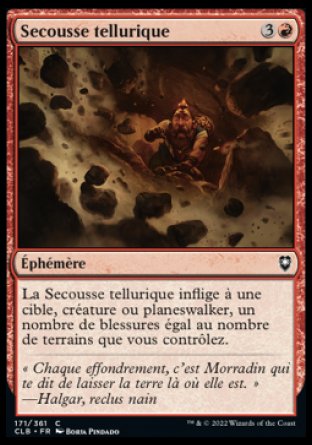 Secousse tellurique 3
Éphémère
La Secousse tellurique inflige à une
cible, créature ou planeswalker, un
nombre de blessures égal au nombre
de terrains que vous contrôlez.
« Chaque effondrement, c'est Morradin qui
te dit de laisser la terre là où elle est. »
—Halgar, reclus nain
171/361 C
CLB • FR Borja Pindado
™ & © 2022 Wizards of the Coast